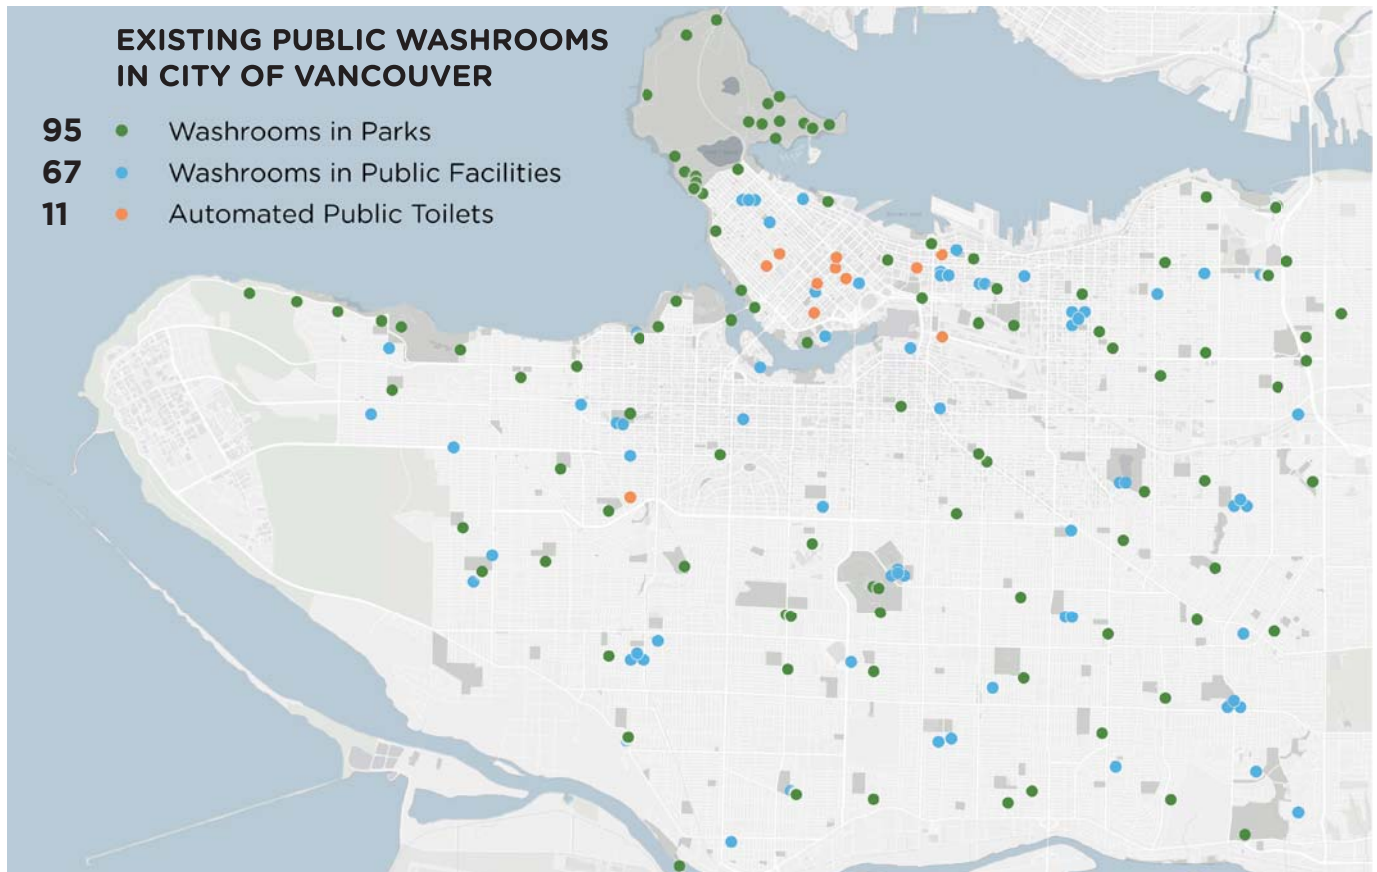 EXISTING PUBLIC WASHROOMS
IN CITY OF VANCOUVER
95 Washrooms in Parks
67 Washrooms in Public Facilities
11 Automated Public Toilets